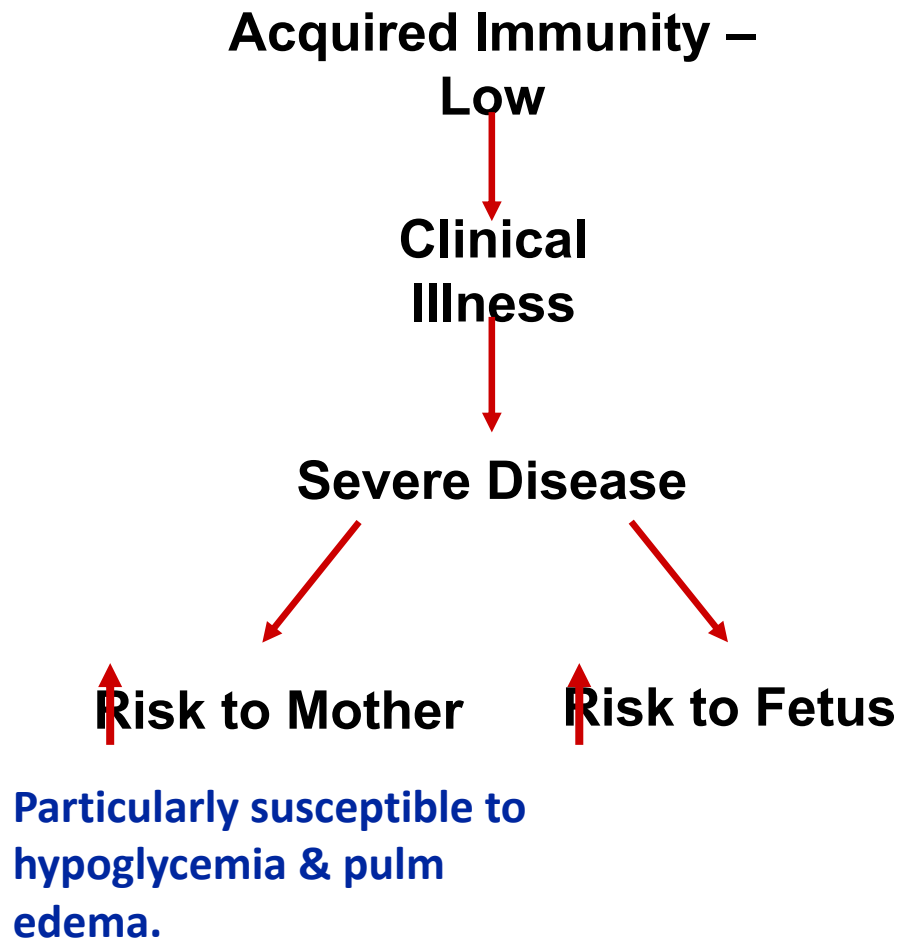 Acquired Immunity –
Low
Clinical
Illness
Severe Disease
Risk to Mother
Risk to Fetus
Particularly susceptible to
hypoglycemia & pulm
edema.